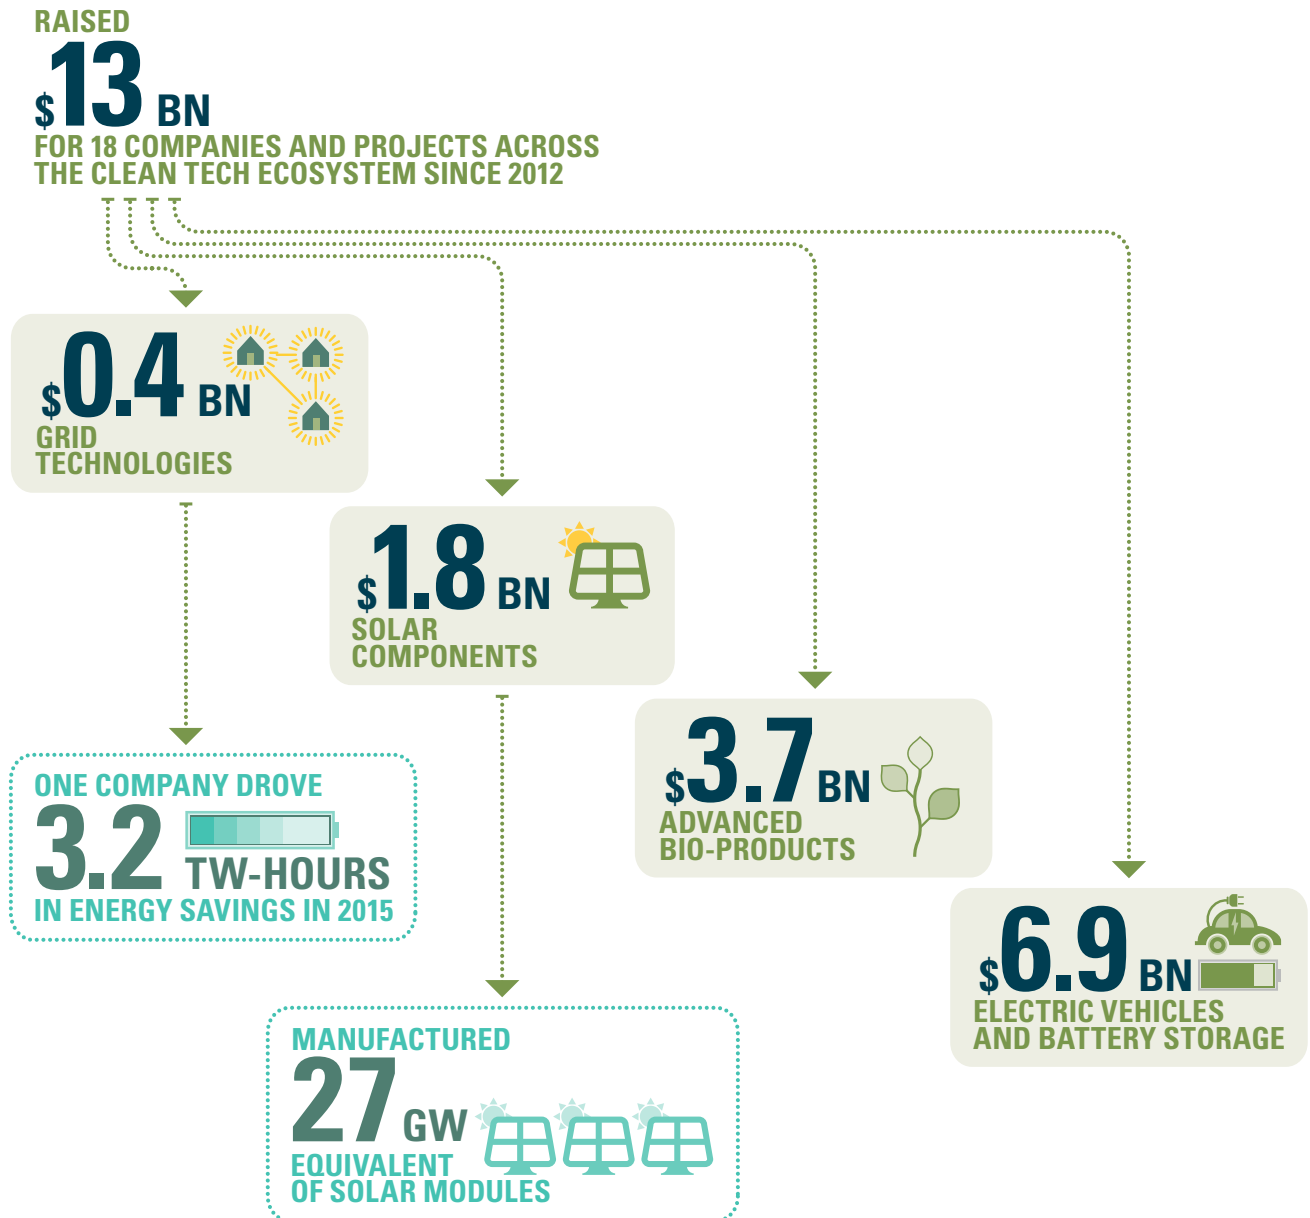 RAISED
$13 BN
FOR 18 COMPANIES AND PROJECTS ACROSS
THE CLEAN TECH ECOSYSTEM SINCE 2012
$0.4 BN
GRID
TECHNOLOGIES
$1.8 BN
SOLAR
COMPONENTS
$3.7 BN
ADVANCED
BIO-PRODUCTS
$6.9 BN
ELECTRIC VEHICLES
AND BATTERY STORAGE
ONE COMPANY DROVE
3.2 TW-HOURS
IN ENERGY SAVINGS IN 2015
MANUFACTURED
27 GW
EQUIVALENT
OF SOLAR MODULES